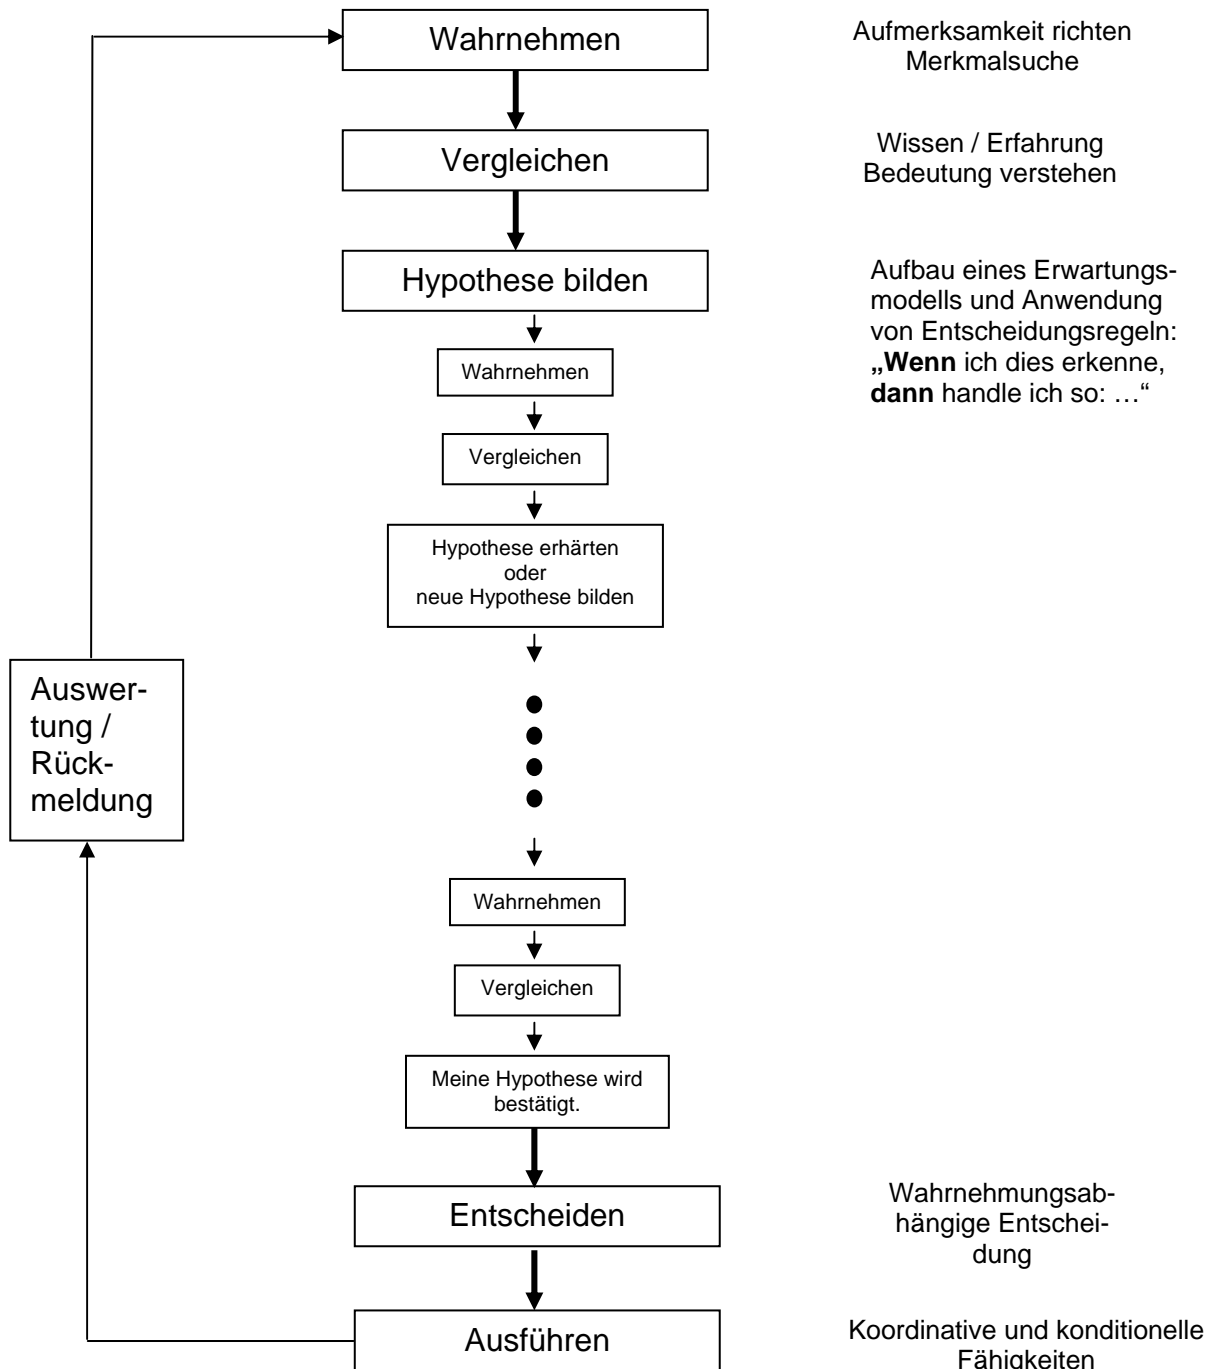 Wahrnehmen
Aufmerksamkeit richten
Merkmalsuche
Vergleichen
Wissen / Erfahrung
Bedeutung verstehen
Hypothese bilden
Aufbau eines Erwartungs-
modells und Anwendung
von Entscheidungsregeln:
„Wenn ich dies erkenne,
dann handle ich so: …“
Wahrnehmen
Vergleichen
Hypothese erhärten
oder
neue Hypothese bilden
Auswer-
tung /
Rück-
meldung
Wahrnehmen
Vergleichen
Meine Hypothese wird
bestätigt.
Entscheiden
Wahrnehmungsab-
hängige Entschei-
dung
Ausführen
Koordinative und konditionelle
Fähigkeiten